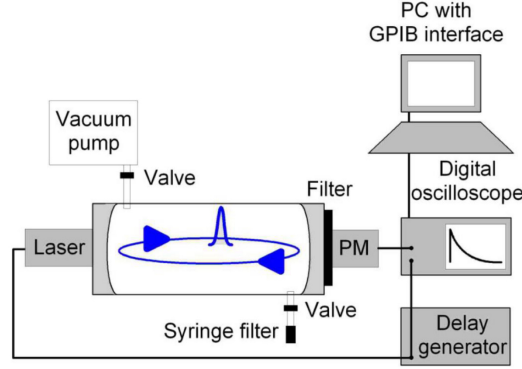 PC with
GPIB interface
Vacuum
pump
Valve
Digital
oscilloscope
Filter
Laser
PM
Valve
Syringe filter
Delay
generator